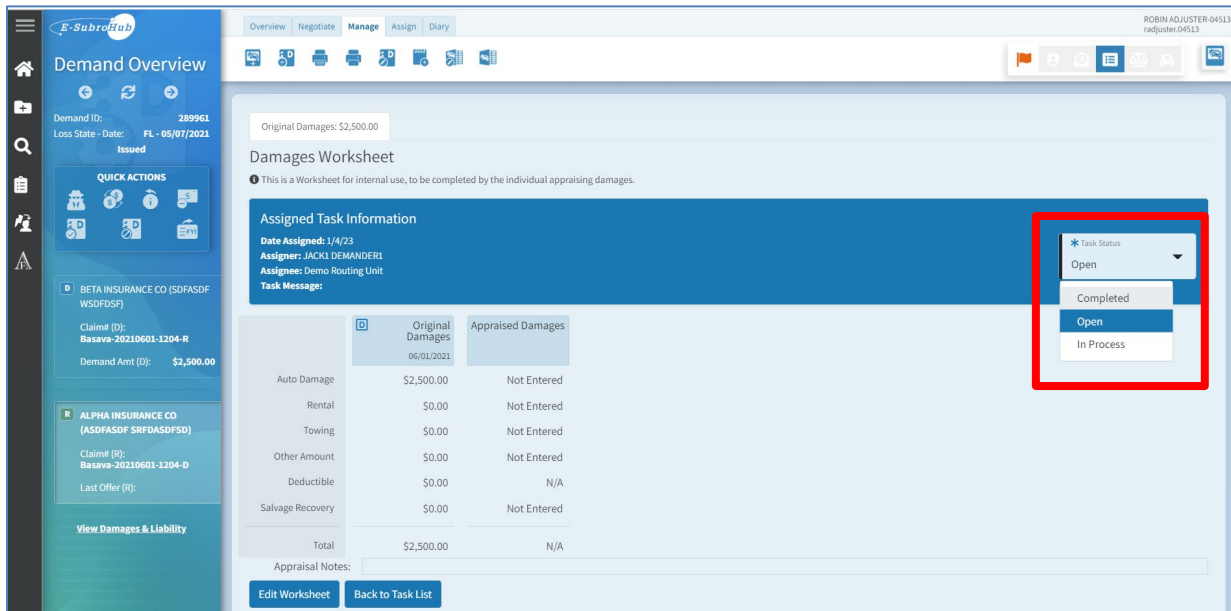 E-SubroHub
Demand Overview
Demand ID: 289961
Loss State - Date: FL - 05/07/2021
Issued
QUICK ACTIONS
D
D
FYI
D BETA INSURANCE CO (SDFASDF
WSDFDSF)
Claim# (D):
Basava-20210601-1204-R
Demand Amt (D): $2,500.00
R ALPHA INSURANCE CO
(ASDFASDF SRFDASDFSD)
Claim# (R):
Basava-20210601-1204-D
Last Offer (R):
View Damages & Liability
Overview Negotiate Manage Assign Diary
ROBIN ADJUSTER-04513
radjuster.04513
Original Damages: $2,500.00
Damages Worksheet
This is a Worksheet for internal use, to be completed by the individual appraising damages.
Assigned Task Information
Date Assigned: 1/4/23
Assigner: JACK1 DEMANDER1
Assignee: Demo Routing Unit
Task Message:
* Task Status
Open
Completed
Open
In Process
D Original Damages 06/01/2021 Appraised Damages
Auto Damage $2,500.00 Not Entered
Rental $0.00 Not Entered
Towing $0.00 Not Entered
Other Amount $0.00 Not Entered
Deductible $0.00 N/A
Salvage Recovery $0.00 Not Entered
Total $2,500.00 N/A
Appraisal Notes:
Edit Worksheet Back to Task List